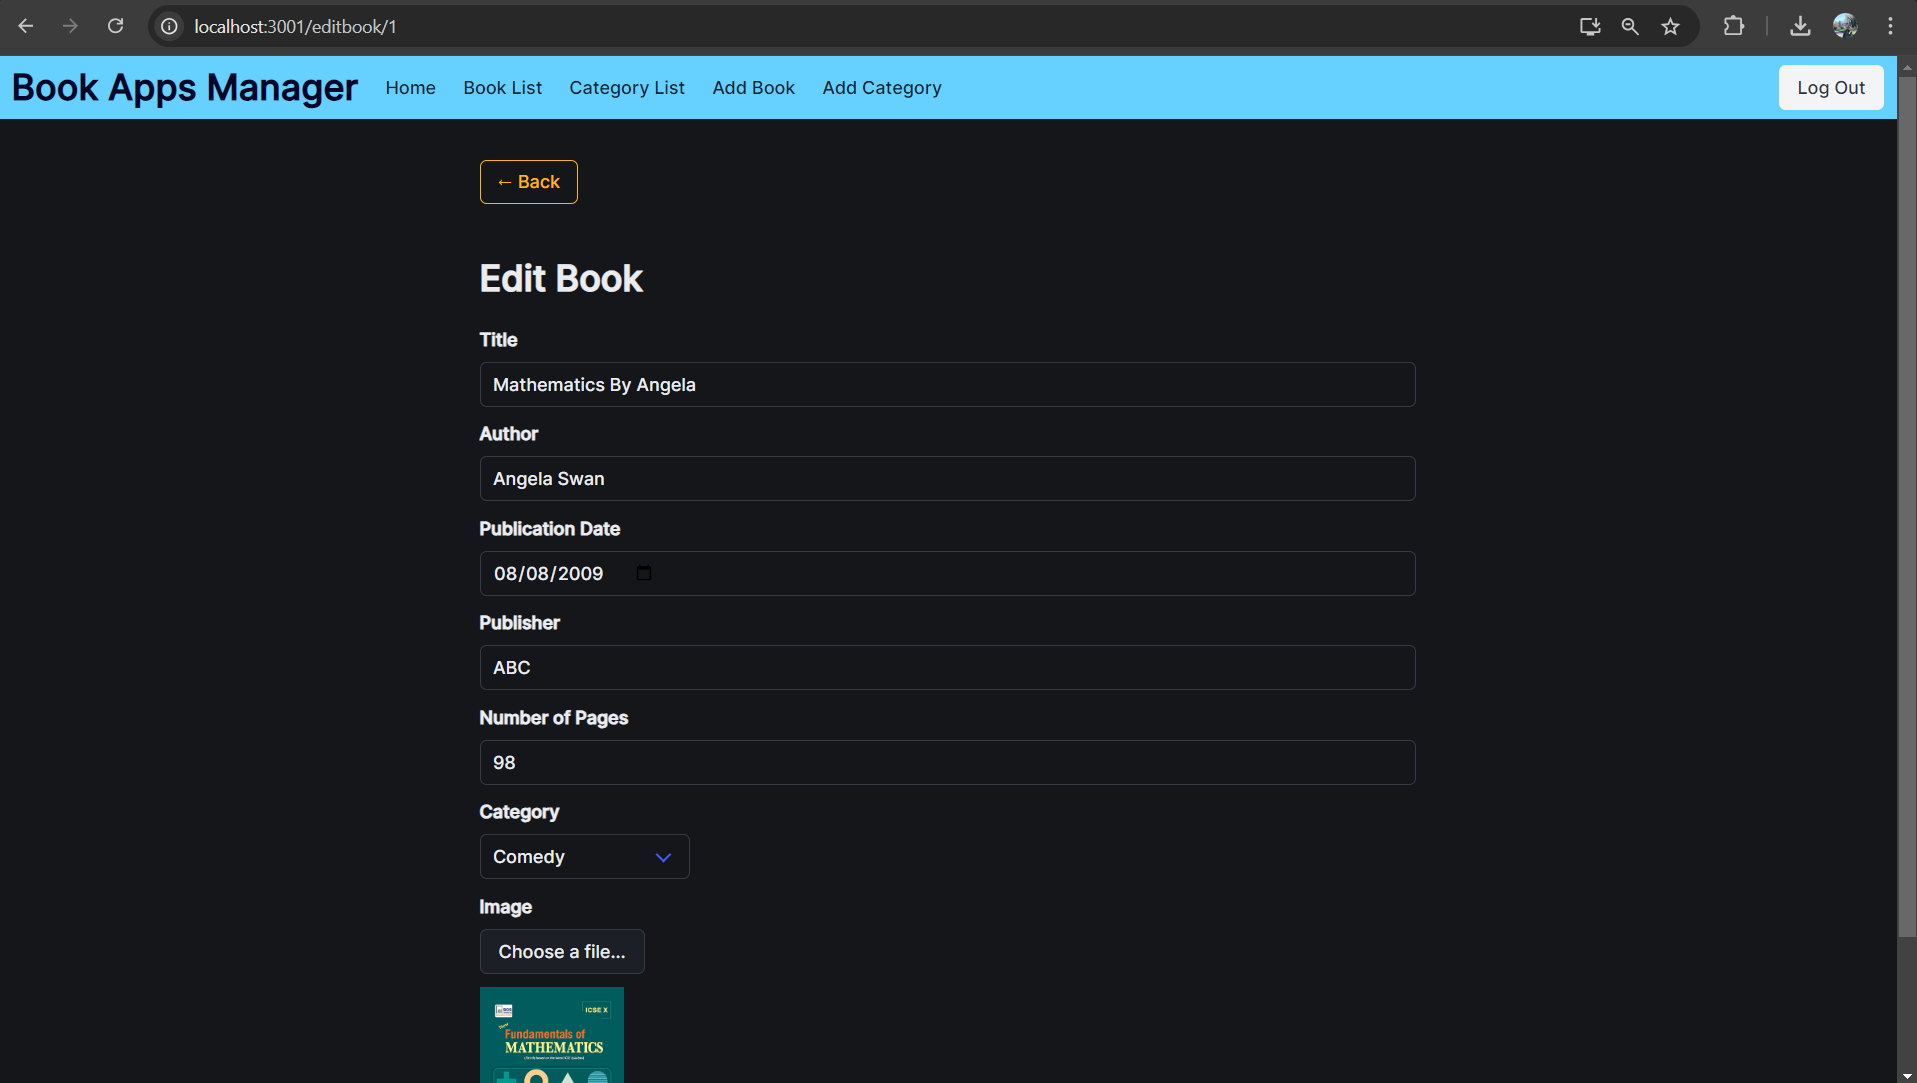 localhost:3001/editbook/1
Book Apps Manager Home Book List Category List Add Book Add Category Log Out
← Back
Edit Book
Title
Mathematics By Angela
Author
Angela Swan
Publication Date
08/08/2009
Publisher
ABC
Number of Pages
98
Category
Comedy
Image
Choose a file...
ICSE X
Fundamentals of
MATHEMATICS